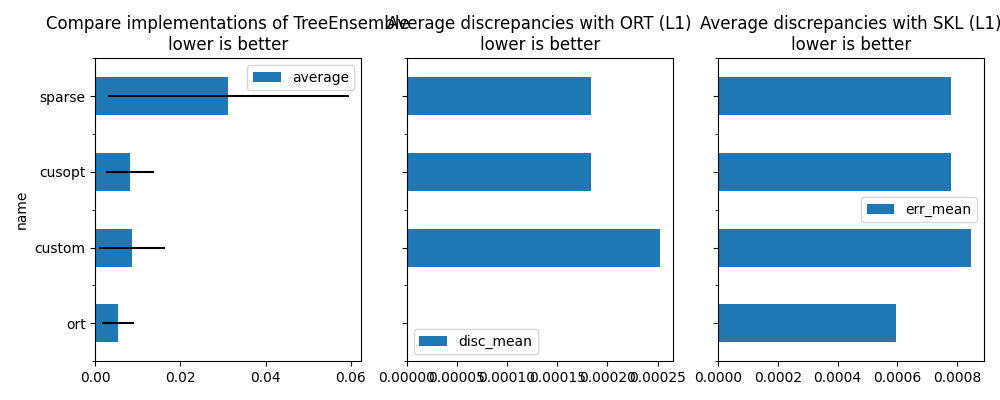 Compare implementations of TreeEnsemble
lower is better
Average discrepancies with ORT (L1)
lower is better
Average discrepancies with SKL (L1)
lower is better
name
sparse
cusopt
custom
ort
average
0.00 0.02 0.04 0.06
disc_mean
0.00000 0.00005 0.00010 0.00015 0.00020 0.00025
err_mean
0.0000 0.0002 0.0004 0.0006 0.0008